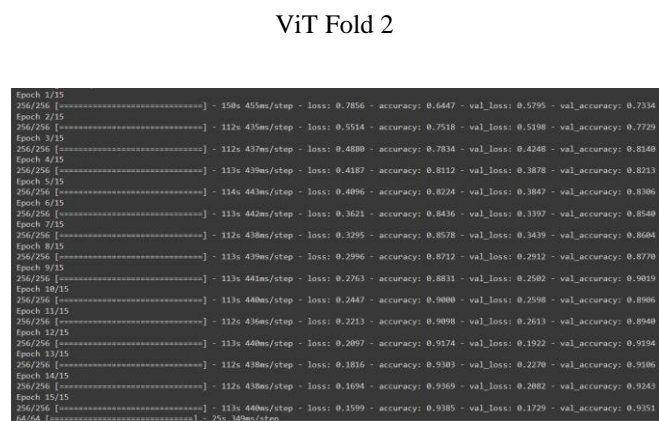 ViT Fold 2
Epoch 1/15
256/256 [==============================] - 150s 455ms/step - loss: 0.7856 - accuracy: 0.6447 - val_loss: 0.5795 - val_accuracy: 0.7334
Epoch 2/15
256/256 [==============================] - 112s 435ms/step - loss: 0.5514 - accuracy: 0.7518 - val_loss: 0.5198 - val_accuracy: 0.7729
Epoch 3/15
256/256 [==============================] - 112s 437ms/step - loss: 0.4880 - accuracy: 0.7834 - val_loss: 0.4248 - val_accuracy: 0.8140
Epoch 4/15
256/256 [==============================] - 113s 439ms/step - loss: 0.4187 - accuracy: 0.8112 - val_loss: 0.3878 - val_accuracy: 0.8213
Epoch 5/15
256/256 [==============================] - 114s 443ms/step - loss: 0.4096 - accuracy: 0.8224 - val_loss: 0.3847 - val_accuracy: 0.8306
Epoch 6/15
256/256 [==============================] - 113s 442ms/step - loss: 0.3621 - accuracy: 0.8436 - val_loss: 0.3397 - val_accuracy: 0.8540
Epoch 7/15
256/256 [==============================] - 112s 438ms/step - loss: 0.3295 - accuracy: 0.8578 - val_loss: 0.3439 - val_accuracy: 0.8604
Epoch 8/15
256/256 [==============================] - 113s 439ms/step - loss: 0.2996 - accuracy: 0.8712 - val_loss: 0.2912 - val_accuracy: 0.8770
Epoch 9/15
256/256 [==============================] - 113s 441ms/step - loss: 0.2763 - accuracy: 0.8831 - val_loss: 0.2502 - val_accuracy: 0.9019
Epoch 10/15
256/256 [==============================] - 113s 440ms/step - loss: 0.2447 - accuracy: 0.9000 - val_loss: 0.2598 - val_accuracy: 0.8906
Epoch 11/15
256/256 [==============================] - 112s 436ms/step - loss: 0.2213 - accuracy: 0.9098 - val_loss: 0.2613 - val_accuracy: 0.8940
Epoch 12/15
256/256 [==============================] - 113s 440ms/step - loss: 0.2097 - accuracy: 0.9174 - val_loss: 0.1922 - val_accuracy: 0.9194
Epoch 13/15
256/256 [==============================] - 112s 438ms/step - loss: 0.1816 - accuracy: 0.9303 - val_loss: 0.2270 - val_accuracy: 0.9106
Epoch 14/15
256/256 [==============================] - 112s 438ms/step - loss: 0.1694 - accuracy: 0.9369 - val_loss: 0.2082 - val_accuracy: 0.9243
Epoch 15/15
256/256 [==============================] - 113s 440ms/step - loss: 0.1599 - accuracy: 0.9385 - val_loss: 0.1729 - val_accuracy: 0.9351
64/64 [==============================] - 25s 349ms/step